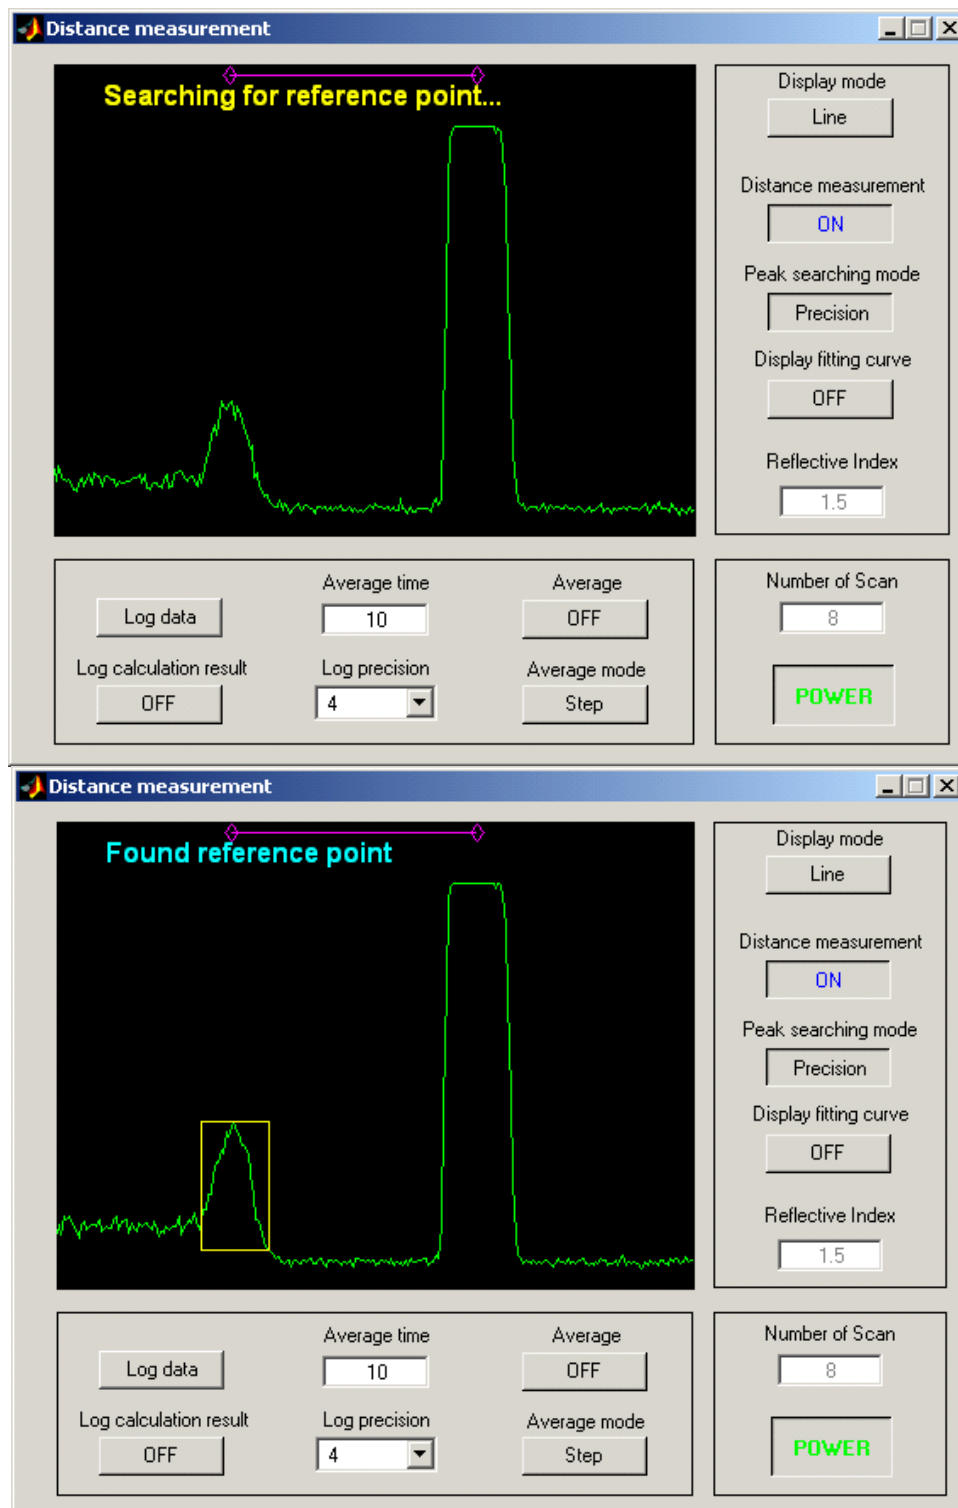 Distance measurement
Searching for reference point...
Display mode
Line
Distance measurement
ON
Peak searching mode
Precision
Display fitting curve
OFF
Reflective Index
1.5
Log data
Average time
10
Average
OFF
Log calculation result
OFF
Log precision
4
Average mode
Step
Number of Scan
8
POWER
Distance measurement
Found reference point
Display mode
Line
Distance measurement
ON
Peak searching mode
Precision
Display fitting curve
OFF
Reflective Index
1.5
Log data
Average time
10
Average
OFF
Log calculation result
OFF
Log precision
4
Average mode
Step
Number of Scan
8
POWER